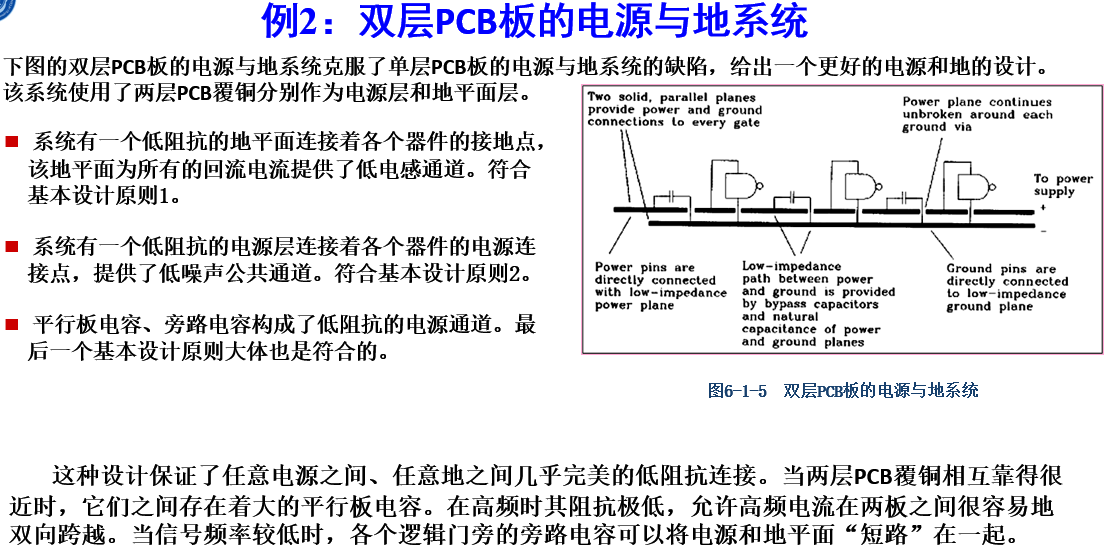 例2：双层PCB板的电源与地系统
下图的双层PCB板的电源与地系统克服了单层PCB板的电源与地系统的缺陷，给出一个更好的电源和地的设计。
该系统使用了两层PCB覆铜分别作为电源层和地平面层。
■ 系统有一个低阻抗的地平面连接着各个器件的接地点，
该地平面为所有的回流电流提供了低电感通道。符合
基本设计原则1。
■ 系统有一个低阻抗的电源层连接着各个器件的电源连
接点，提供了低噪声公共通道。符合基本设计原则2。
■ 平行板电容、旁路电容构成了低阻抗的电源通道。最
后一个基本设计原则大体也是符合的。
Two solid, parallel planes
provide power and ground
connections to every gate
Power plane continues
unbroken around each
ground via
To power
supply
+
−
Power pins are
directly connected
with low-impedance
power plane
Low-impedance
path between power
and ground is provided
by bypass capacitors
and natural
capacitance of power
and ground planes
Ground pins are
directly connected
to low-impedance
ground plane
图6-1-5 双层PCB板的电源与地系统
这种设计保证了任意电源之间、任意地之间几乎完美的低阻抗连接。当两层PCB覆铜相互靠得很
近时，它们之间存在着大的平行板电容。在高频时其阻抗极低，允许高频电流在两板之间很容易地
双向跨越。当信号频率较低时，各个逻辑门旁的旁路电容可以将电源和地平面“短路”在一起。